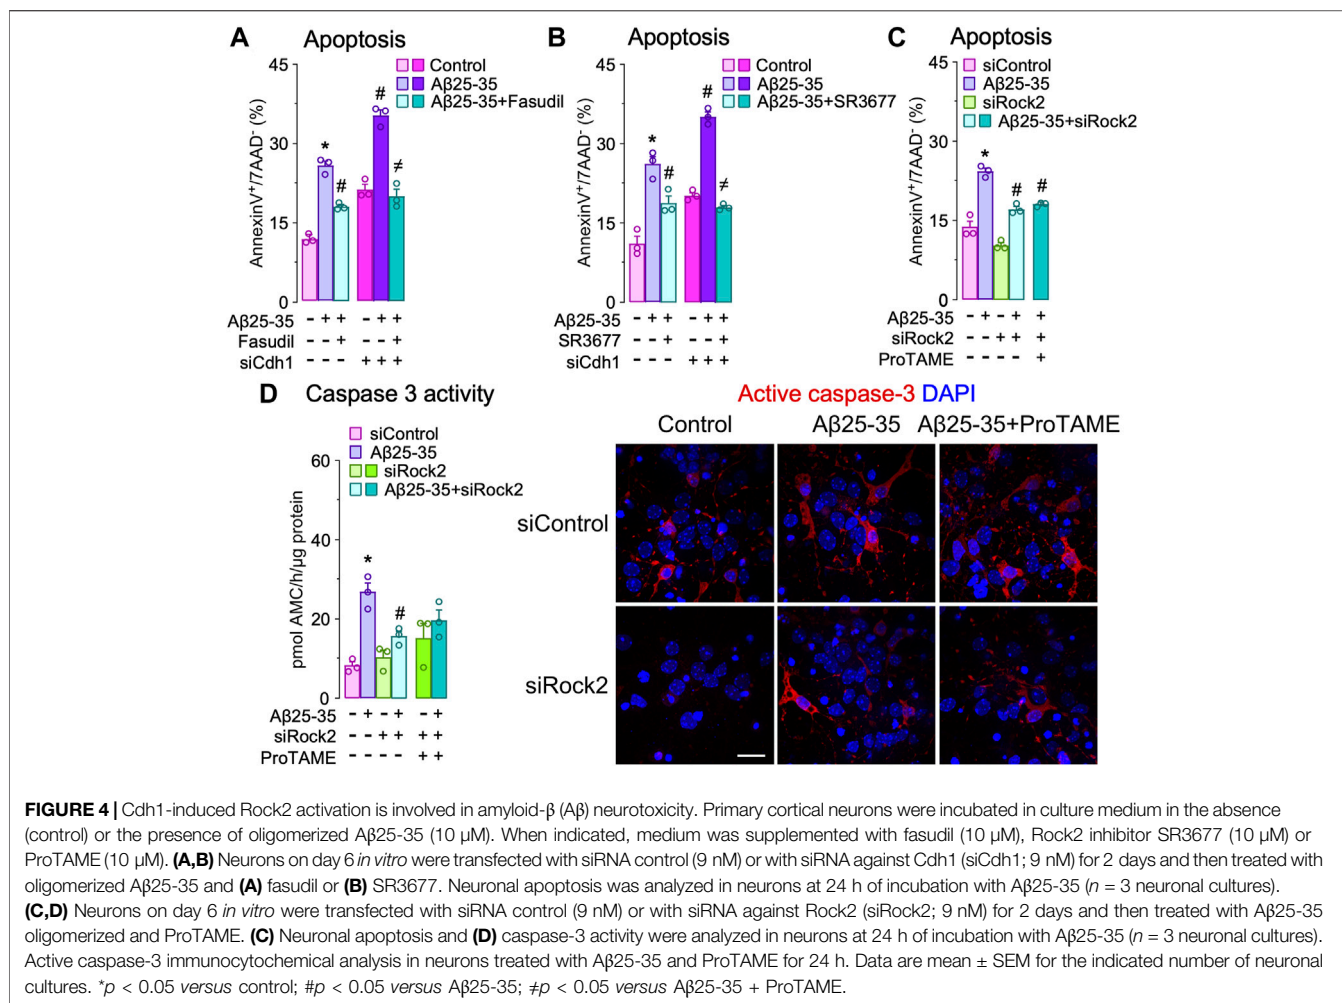 A Apoptosis
Control
Aβ25-35
Aβ25-35+Fasudil
AnnexinV+/7AAD- (%)
45
30
15
0
*
#
#
≠
Aβ25-35 - + + - + +
Fasudil - - + - - +
siCdh1 - - - + + +
B Apoptosis
Control
Aβ25-35
Aβ25-35+SR3677
AnnexinV+/7AAD- (%)
45
30
15
0
*
#
#
≠
Aβ25-35 - + + - + +
SR3677 - - + - - +
siCdh1 - - - + + +
C Apoptosis
siControl
Aβ25-35
siRock2
Aβ25-35+siRock2
AnnexinV+/7AAD- (%)
45
30
15
0
*
#
#
Aβ25-35 - + - + +
siRock2 - - + + +
ProTAME - - - - +
D Caspase 3 activity
siControl
Aβ25-35
siRock2
Aβ25-35+siRock2
pmol AMC/h/μg protein
60
40
20
0
*
#
Aβ25-35 - + - + - +
siRock2 - - + + + +
ProTAME - - - - + +
Active caspase-3 DAPI
Control Aβ25-35 Aβ25-35+ProTAME
siControl
siRock2
FIGURE 4 | Cdh1-induced Rock2 activation is involved in amyloid-β (Aβ) neurotoxicity. Primary cortical neurons were incubated in culture medium in the absence
(control) or the presence of oligomerized Aβ25-35 (10 μM). When indicated, medium was supplemented with fasudil (10 μM), Rock2 inhibitor SR3677 (10 μM) or
ProTAME (10 μM). (A,B) Neurons on day 6 in vitro were transfected with siRNA control (9 nM) or with siRNA against Cdh1 (siCdh1; 9 nM) for 2 days and then treated with
oligomerized Aβ25-35 and (A) fasudil or (B) SR3677. Neuronal apoptosis was analyzed in neurons at 24 h of incubation with Aβ25-35 (n = 3 neuronal cultures).
(C,D) Neurons on day 6 in vitro were transfected with siRNA control (9 nM) or with siRNA against Rock2 (siRock2; 9 nM) for 2 days and then treated with Aβ25-35
oligomerized and ProTAME. (C) Neuronal apoptosis and (D) caspase-3 activity were analyzed in neurons at 24 h of incubation with Aβ25-35 (n = 3 neuronal cultures).
Active caspase-3 immunocytochemical analysis in neurons treated with Aβ25-35 and ProTAME for 24 h. Data are mean ± SEM for the indicated number of neuronal
cultures. *p < 0.05 versus control; #p < 0.05 versus Aβ25-35; ≠p < 0.05 versus Aβ25-35 + ProTAME.